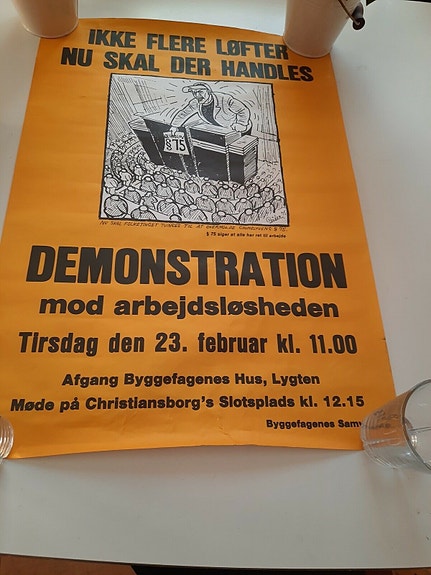 IKKE FLERE LØFTER
NU SKAL DER HANDLES
§ 75
NU SKAL FOLKETINGET TVINGES TIL AT OVERHOLDE GRUNDLOVENS § 75
§ 75 siger at alle har ret til arbejde
DEMONSTRATION
mod arbejdsløsheden
Tirsdag den 23. februar kl. 11.00
Afgang Byggefagenes Hus, Lygten
Møde på Christiansborg's Slotsplads kl. 12.15
Byggefagenes Sam